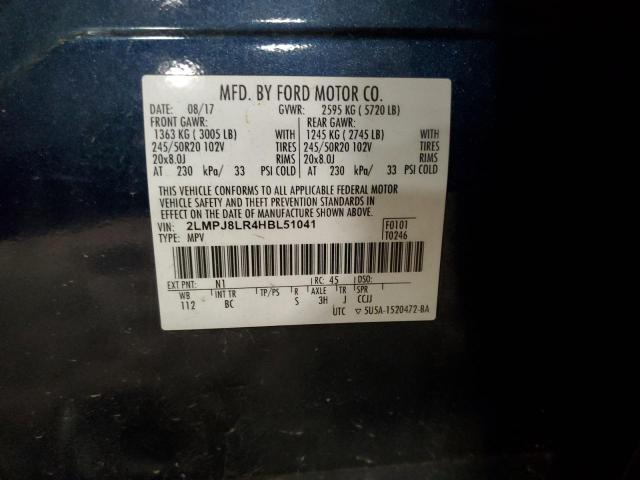 MFD. BY FORD MOTOR CO.
DATE: 08/17 GVWR: 2595 KG ( 5720 LB)
FRONT GAWR: REAR GAWR:
1363 KG ( 3005 LB) WITH 1245 KG ( 2745 LB) WITH
245/50R20 102V TIRES 245/50R20 102V TIRES
20x8.0J RIMS 20x8.0J RIMS
AT 230 kPa/ 33 PSI COLD AT 230 kPa/ 33 PSI COLD
THIS VEHICLE CONFORMS TO ALL APPLICABLE FEDERAL MOTOR
VEHICLE SAFETY AND THEFT PREVENTION STANDARDS IN
EFFECT ON THE DATE OF MANUFACTURE SHOWN ABOVE.
VIN: 2LMPJ8LR4HBL51041 F0101
TYPE: MPV T0246
EXT PNT: N1 RC: 45 DSO:
WB INT TR TP/PS R AXLE TR SPR
112 BC S 3H J CCJJ
UTC ▽ 5U5A-1520472-BA